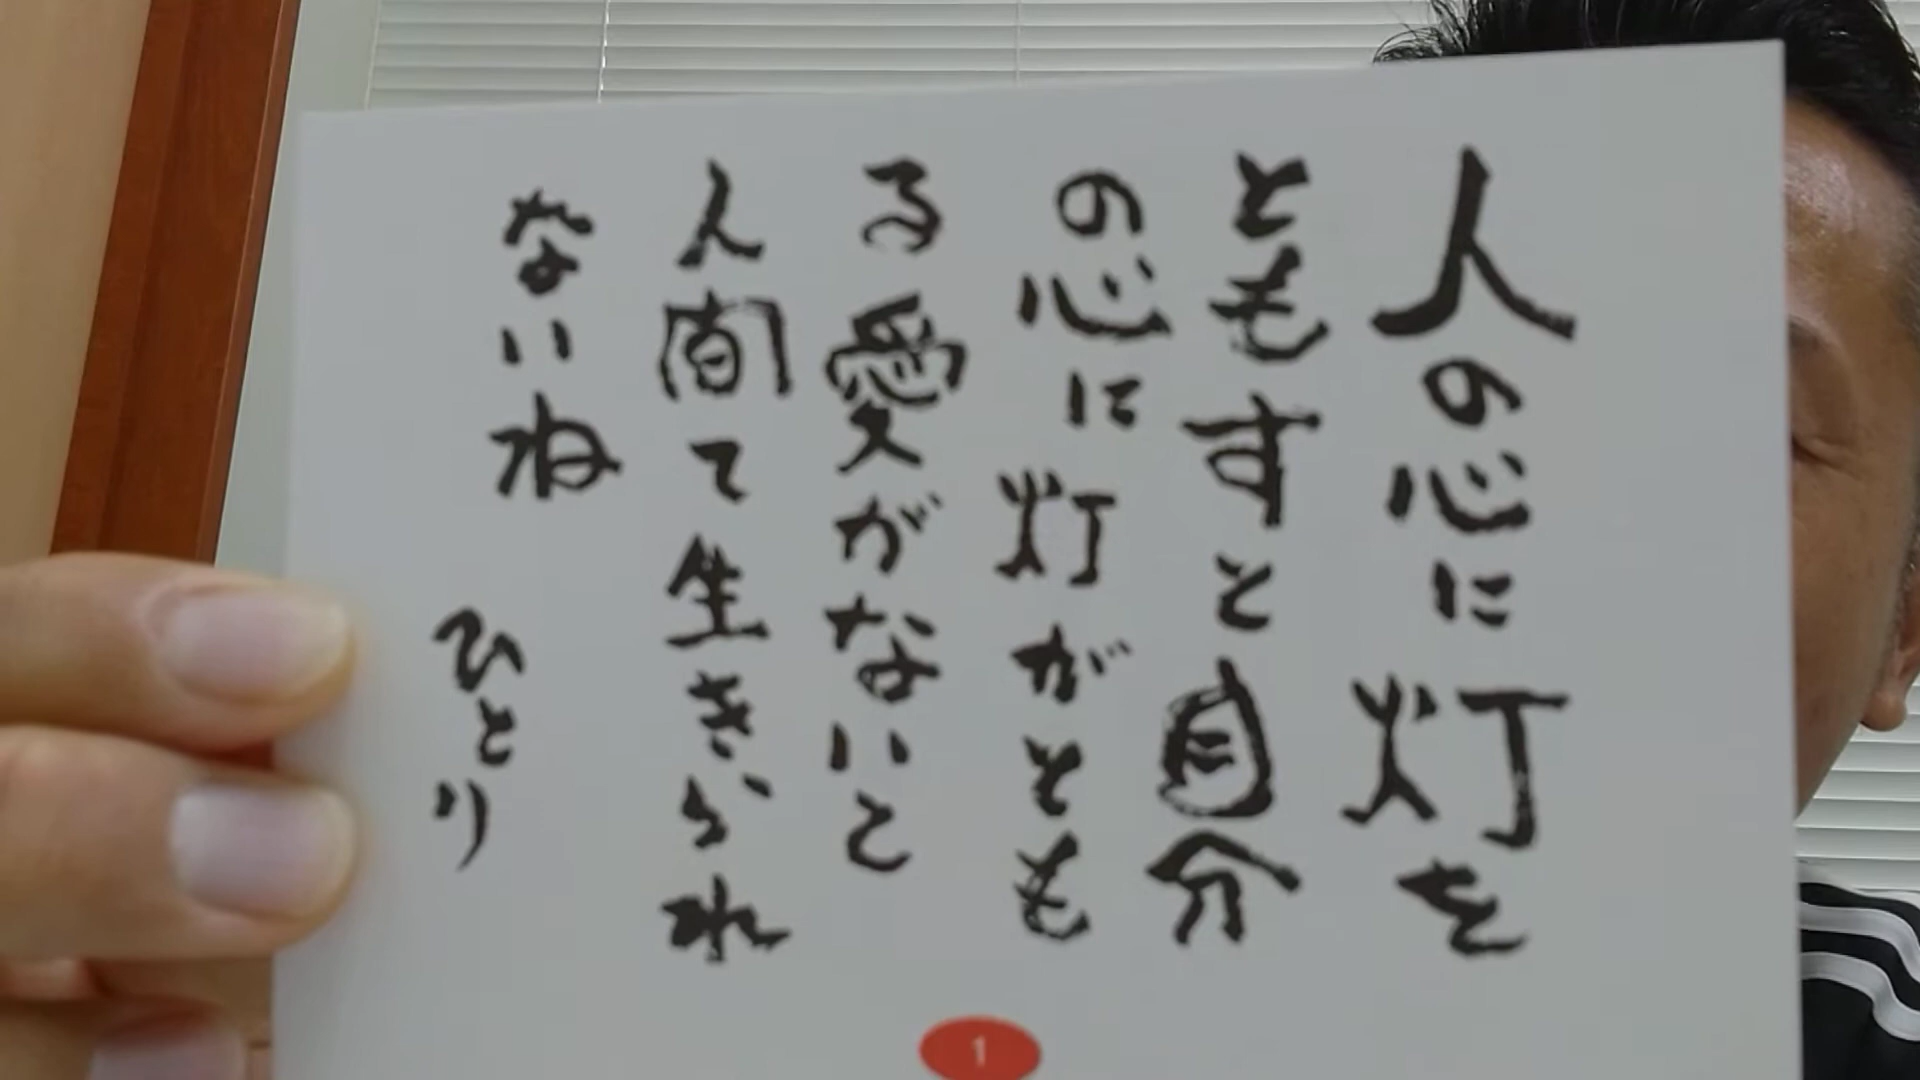 人の心に灯を
ともすと自分
の心に灯がとも
る愛がないと
人間て生きられ
ないね
ひとり
1